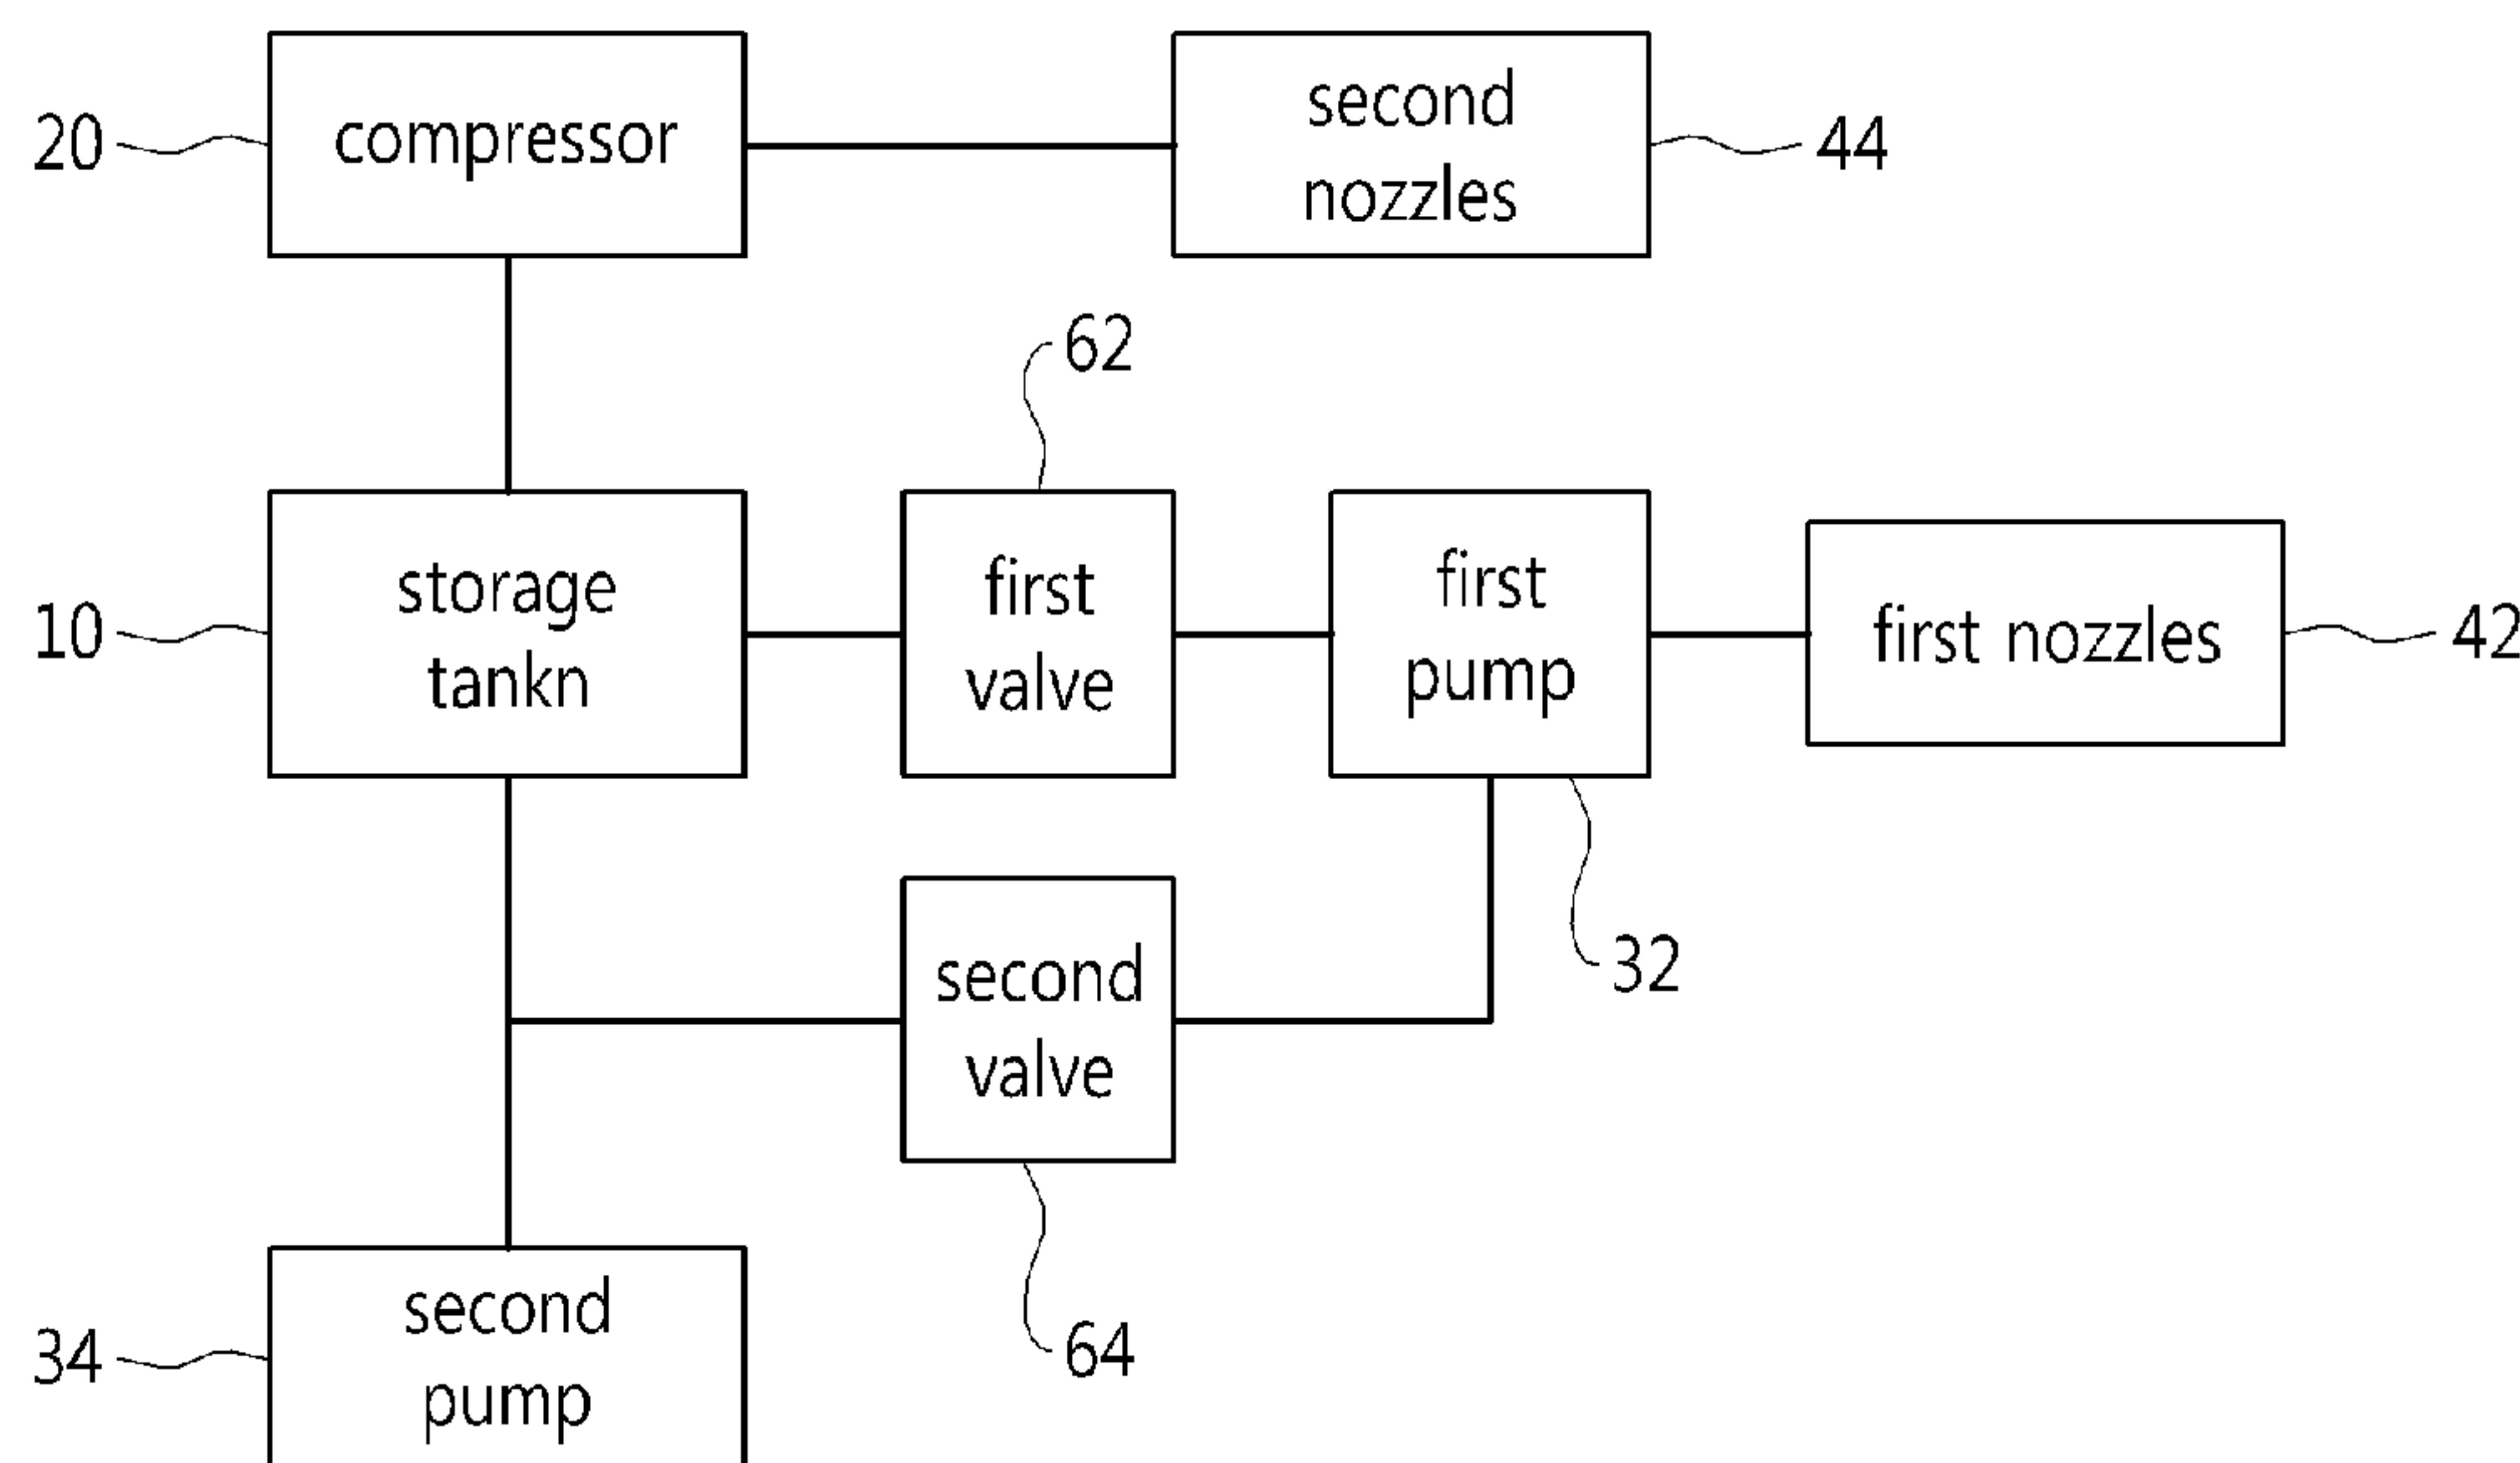 20
compressor
second
nozzles
44
62
10
storage
tankn
first
valve
first
pump
first nozzles
42
second
valve
32
34
second
pump
64